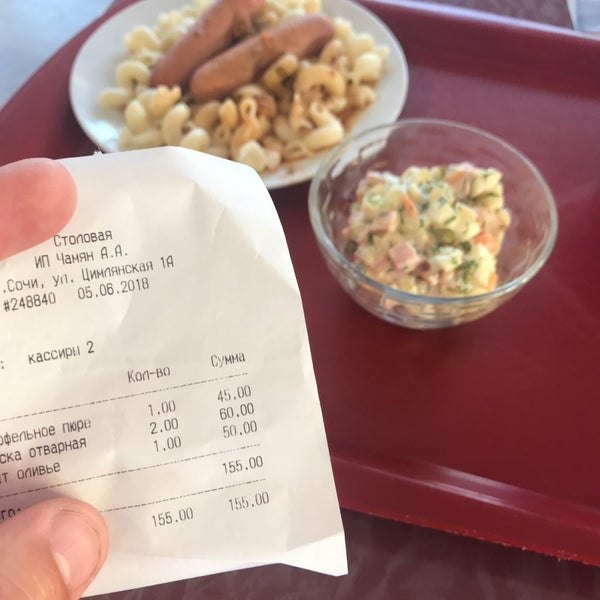 Столовая
ИП Чамян А.А.
.Сочи, ул. Цимлянская 1А
#248840 05.06.2018
: кассиры 2
Кол-во Сумма
офельное пюре 1.00 45.00
ска отварная 2.00 60.00
т оливье 1.00 50.00
155.00
го: 155.00 155.00